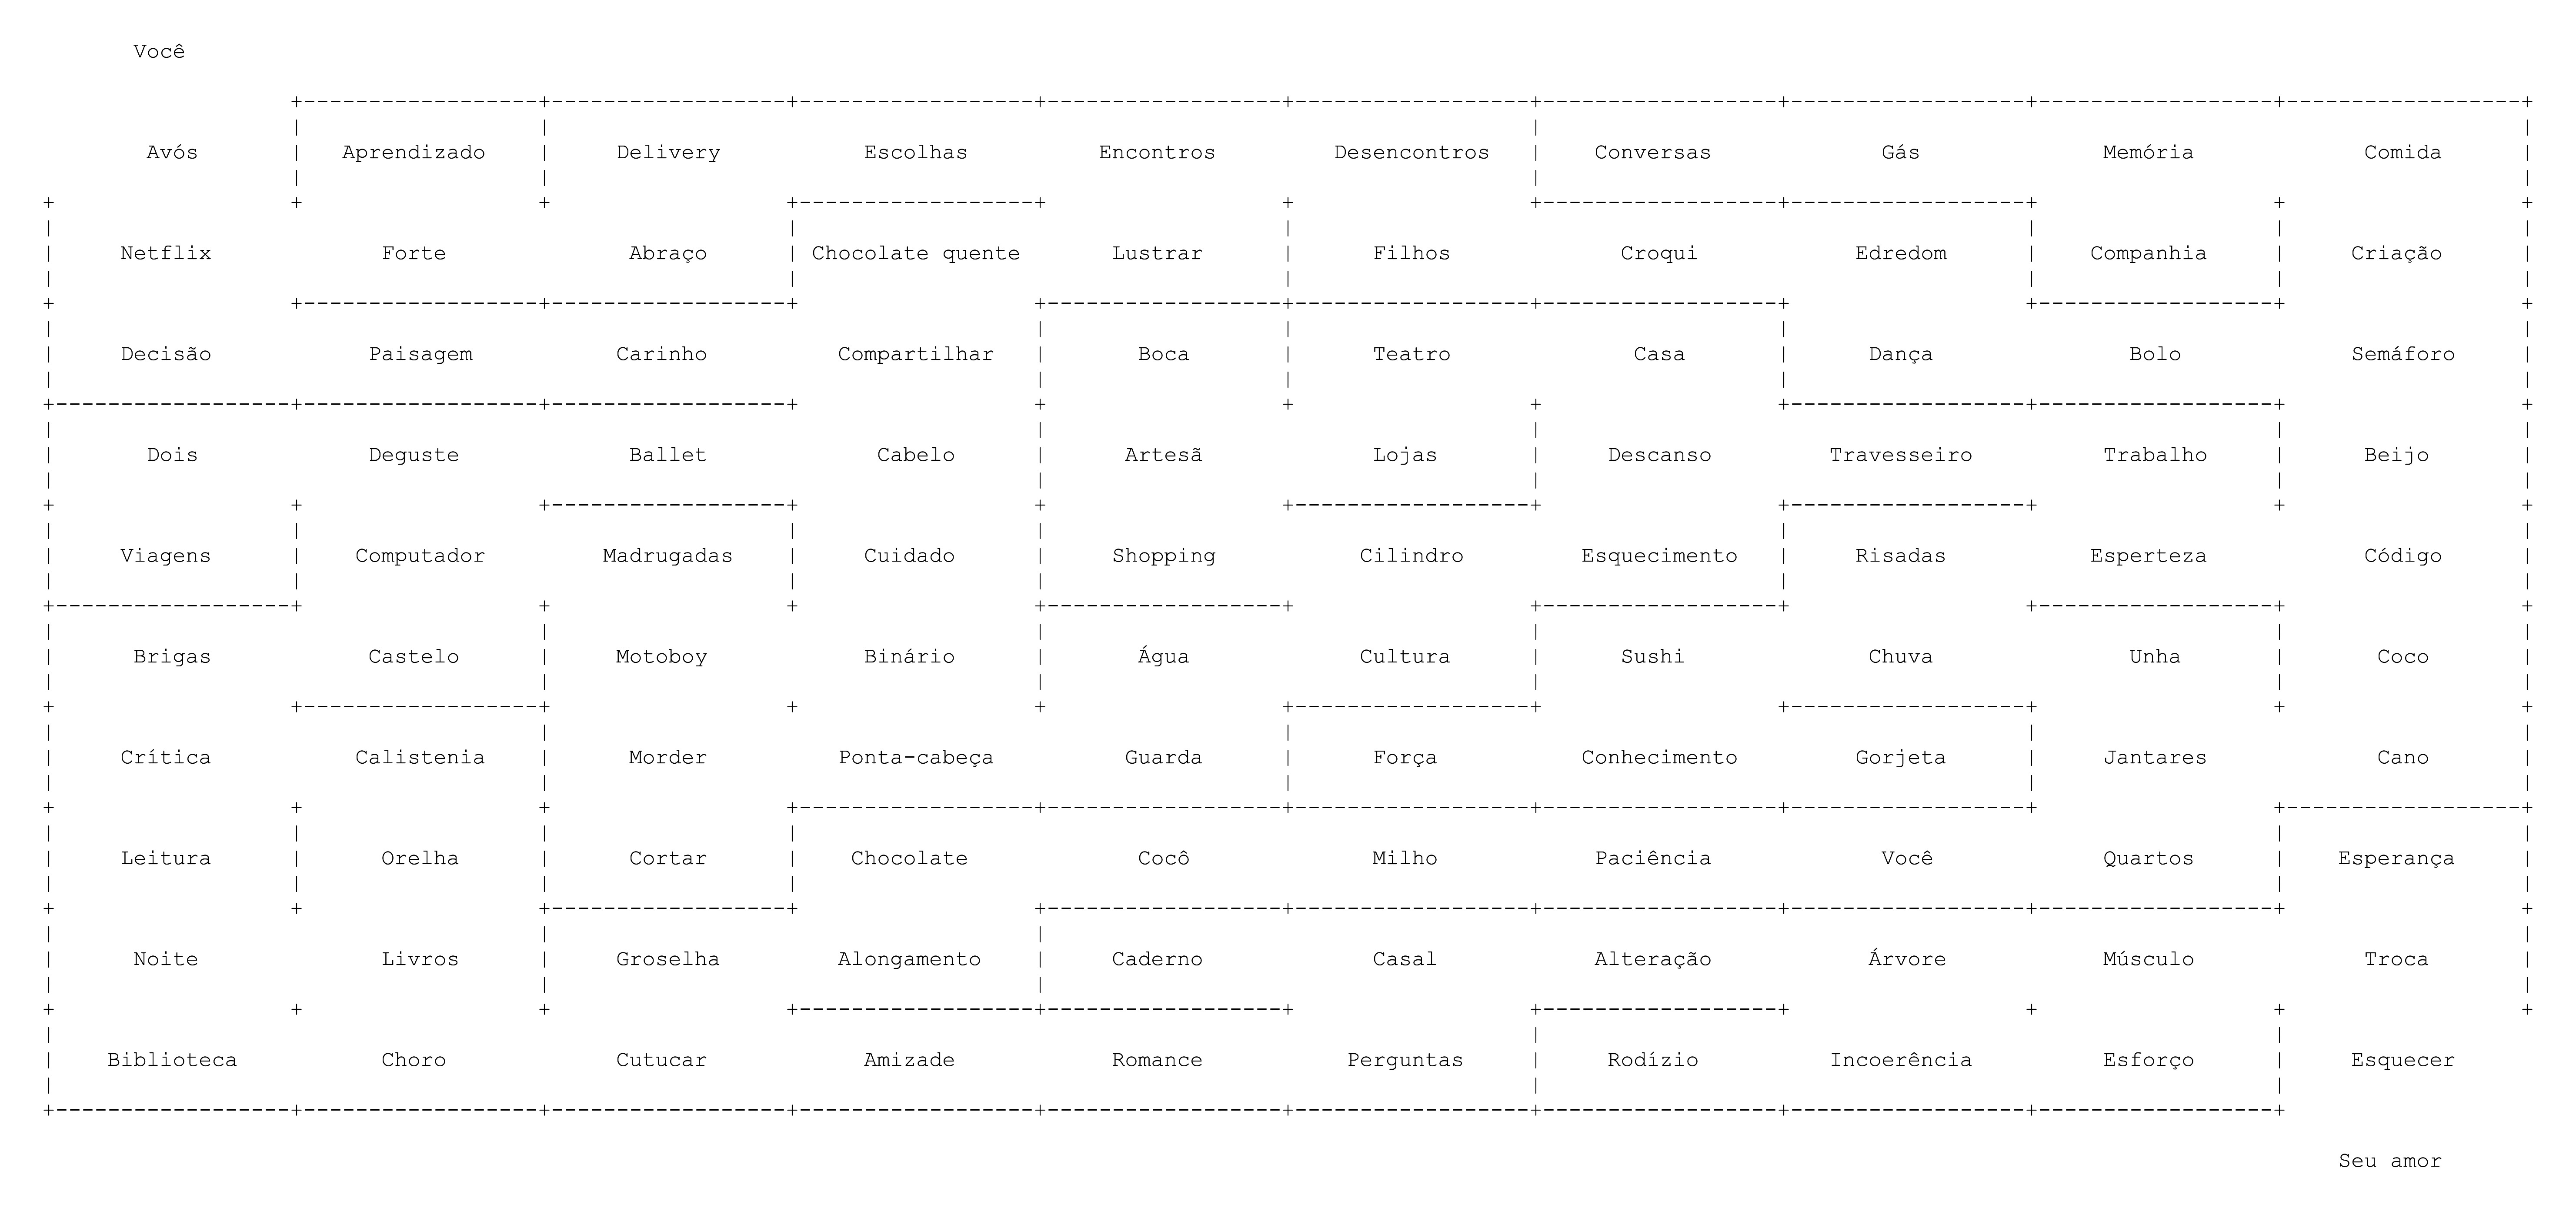 Você
Avós Aprendizado Delivery Escolhas Encontros Desencontros Conversas Gás Memória Comida
Netflix Forte Abraço Chocolate quente Lustrar Filhos Croqui Edredom Companhia Criação
Decisão Paisagem Carinho Compartilhar Boca Teatro Casa Dança Bolo Semáforo
Dois Deguste Ballet Cabelo Artesã Lojas Descanso Travesseiro Trabalho Beijo
Viagens Computador Madrugadas Cuidado Shopping Cilindro Esquecimento Risadas Esperteza Código
Brigas Castelo Motoboy Binário Água Cultura Sushi Chuva Unha Coco
Crítica Calistenia Morder Ponta-cabeça Guarda Força Conhecimento Gorjeta Jantares Cano
Leitura Orelha Cortar Chocolate Cocô Milho Paciência Você Quartos Esperança
Noite Livros Groselha Alongamento Caderno Casal Alteração Árvore Músculo Troca
Biblioteca Choro Cutucar Amizade Romance Perguntas Rodízio Incoerência Esforço Esquecer
Seu amor